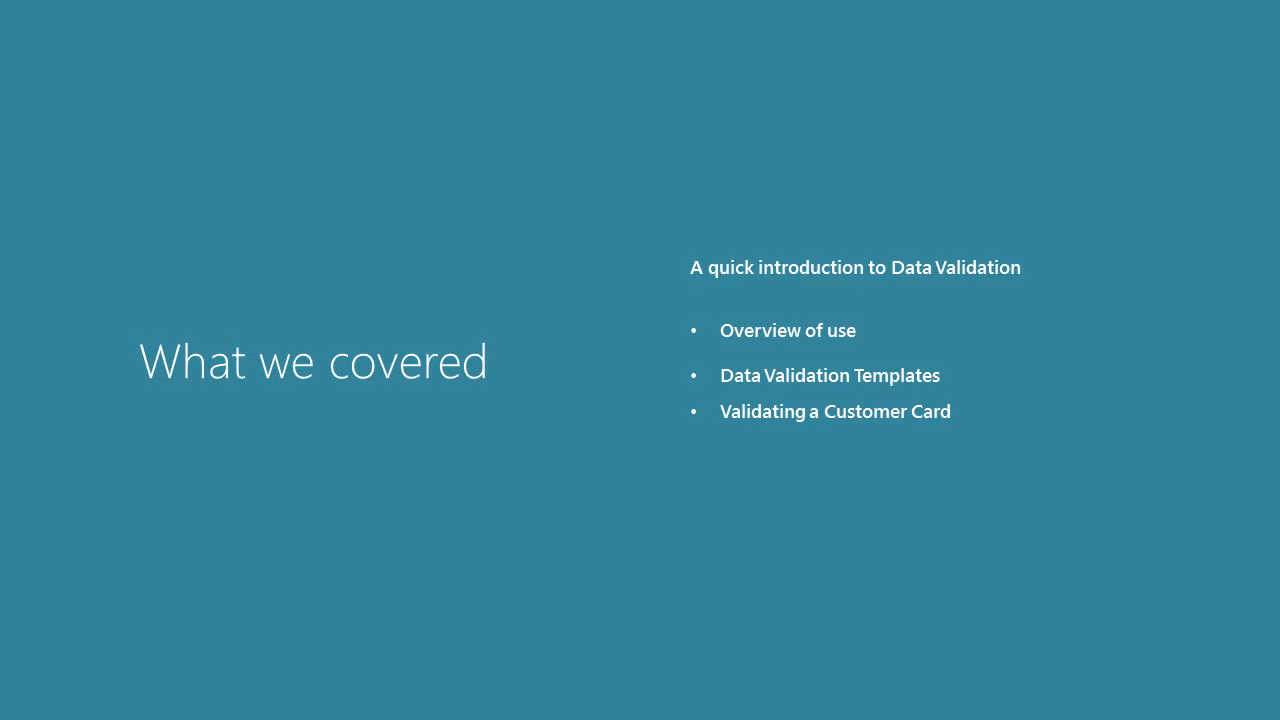 What we covered
A quick introduction to Data Validation
• Overview of use
• Data Validation Templates
• Validating a Customer Card